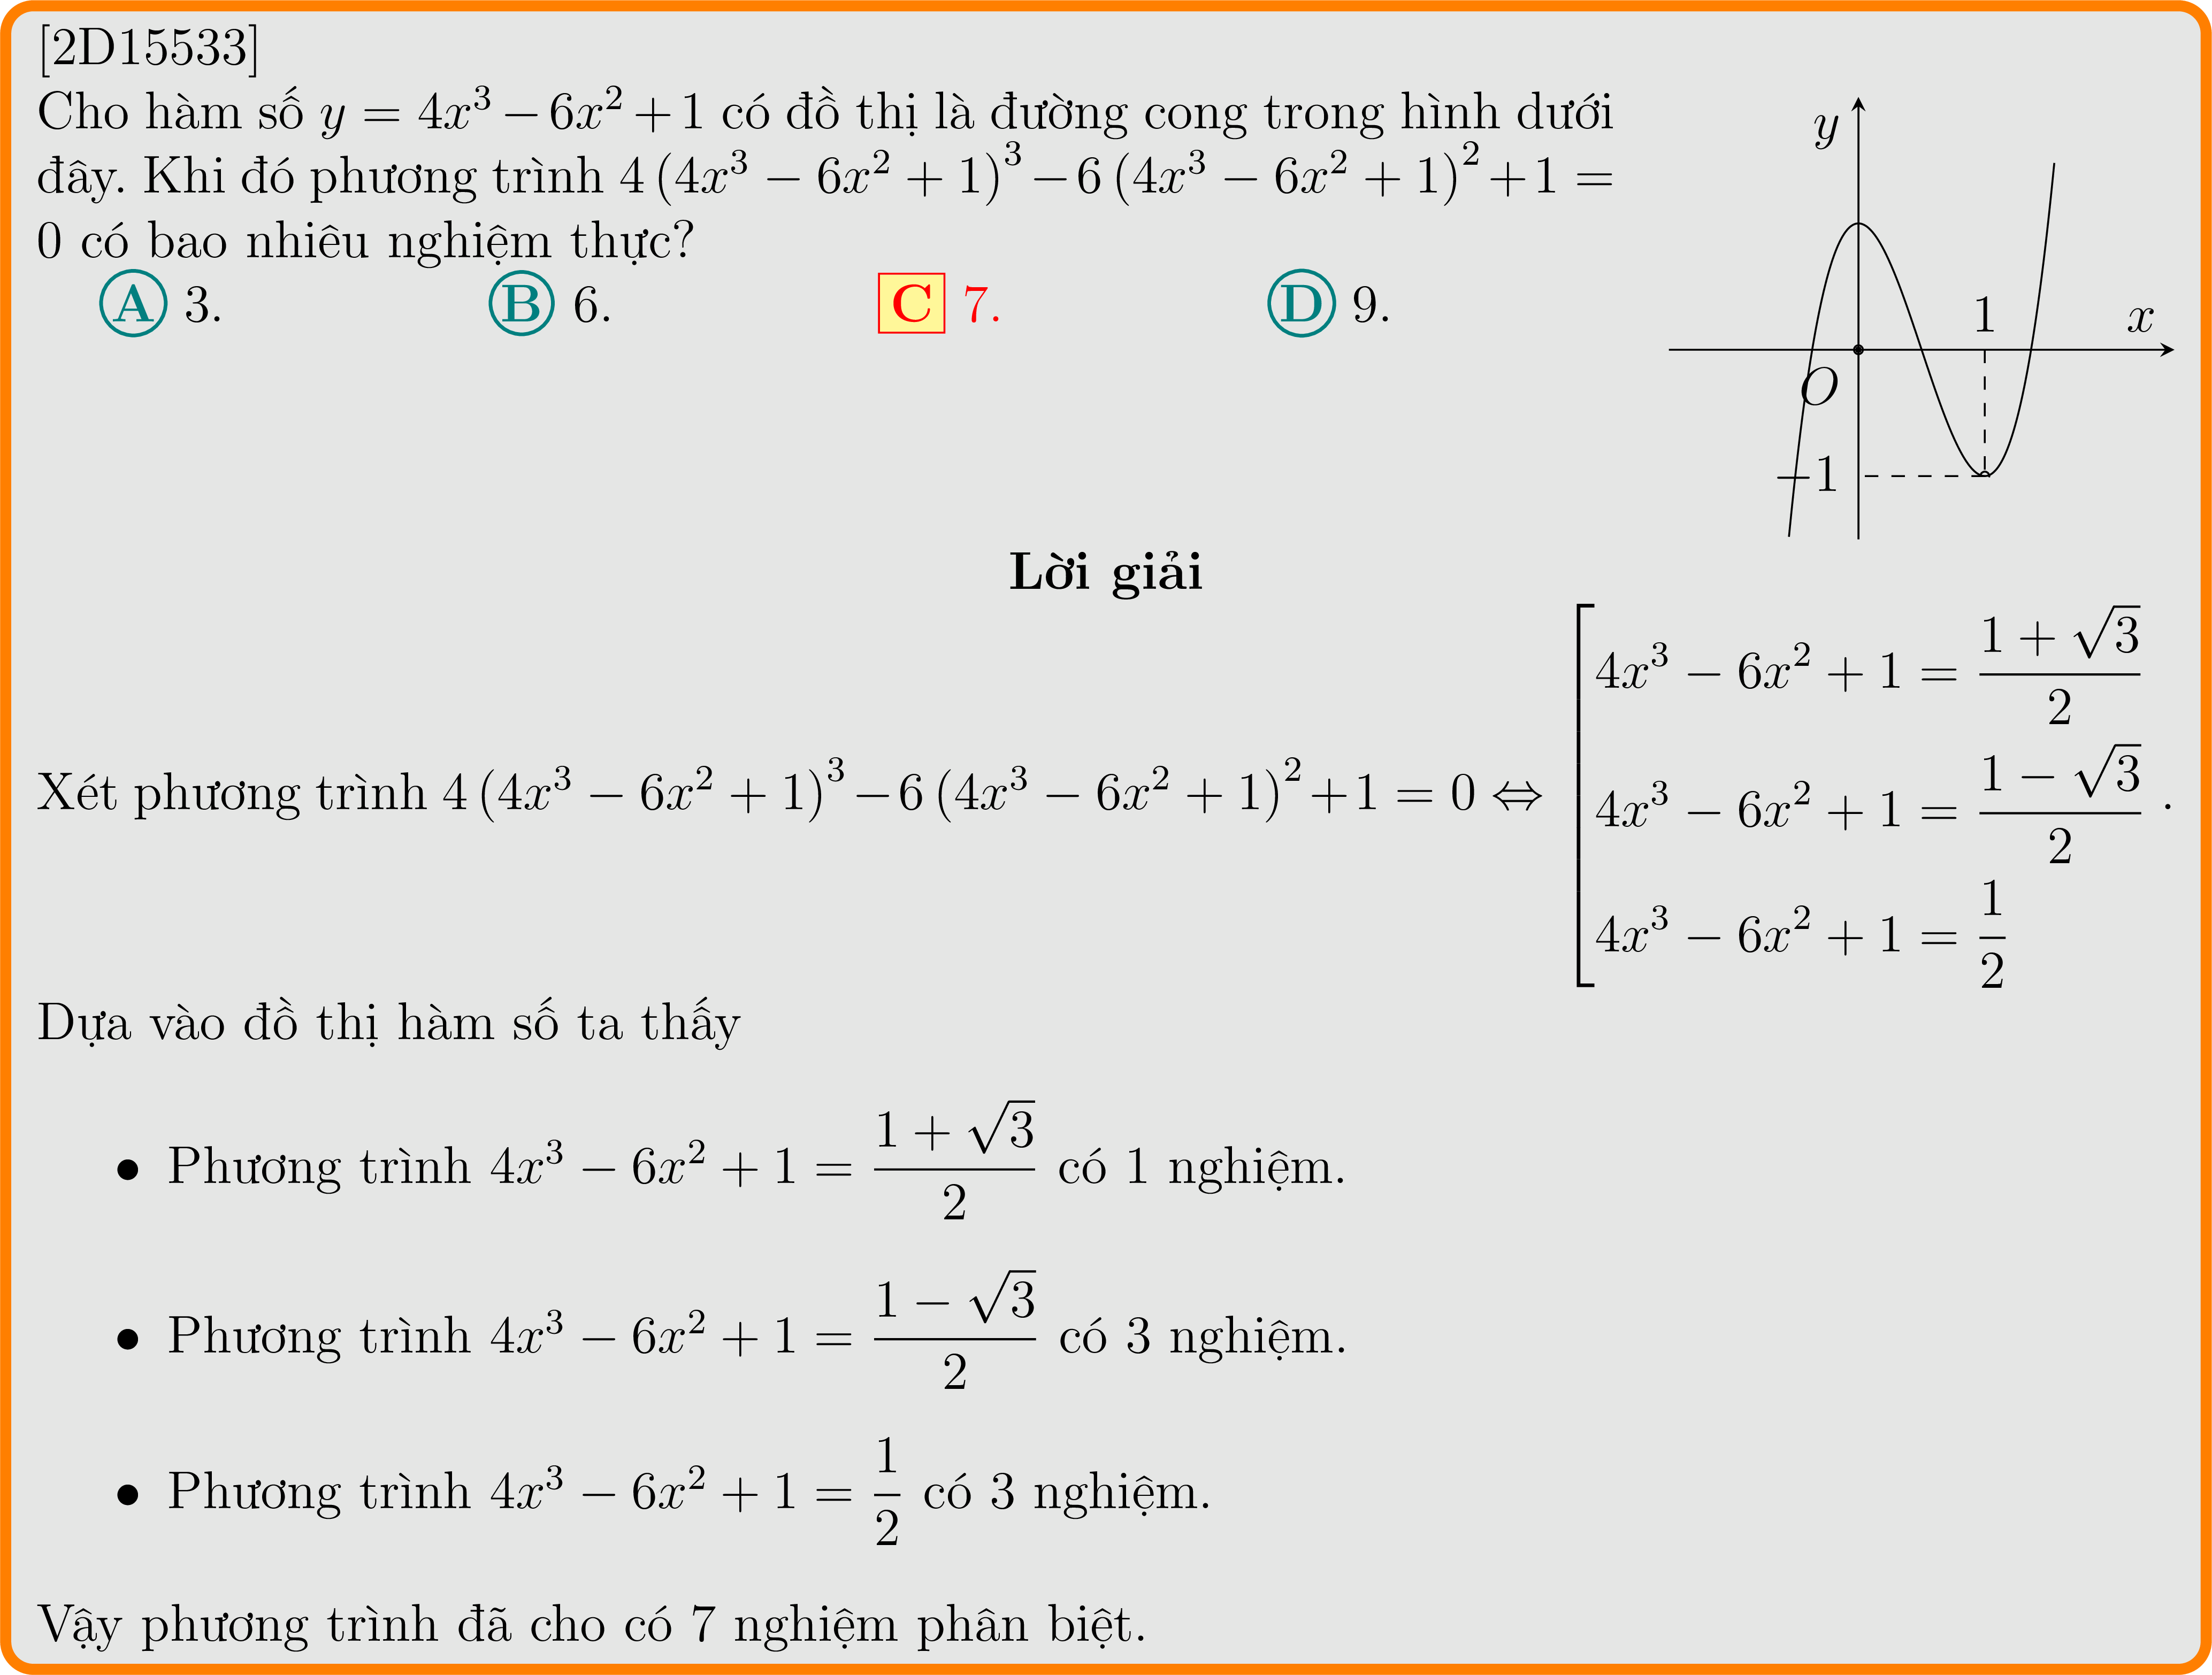 [2D15533]
Cho hàm số $y = 4x^3 - 6x^2 + 1$ có đồ thị là đường cong trong hình dưới
đây. Khi đó phương trình $4\left(4x^3 - 6x^2 + 1\right)^3 - 6\left(4x^3 - 6x^2 + 1\right)^2 + 1 =$
0 có bao nhiêu nghiệm thực?
A 3. B 6. C 7. D 9.
y
1
x
O
−1
Lời giải
Xét phương trình $4\left(4x^3 - 6x^2 + 1\right)^3 - 6\left(4x^3 - 6x^2 + 1\right)^2 + 1 = 0 \Leftrightarrow \left[\begin{array}{l} 4x^3 - 6x^2 + 1 = \dfrac{1 + \sqrt{3}}{2} \\ 4x^3 - 6x^2 + 1 = \dfrac{1 - \sqrt{3}}{2} \\ 4x^3 - 6x^2 + 1 = \dfrac{1}{2} \end{array}\right.$.
Dựa vào đồ thị hàm số ta thấy
• Phương trình $4x^3 - 6x^2 + 1 = \dfrac{1 + \sqrt{3}}{2}$ có 1 nghiệm.
• Phương trình $4x^3 - 6x^2 + 1 = \dfrac{1 - \sqrt{3}}{2}$ có 3 nghiệm.
• Phương trình $4x^3 - 6x^2 + 1 = \dfrac{1}{2}$ có 3 nghiệm.
Vậy phương trình đã cho có 7 nghiệm phân biệt.